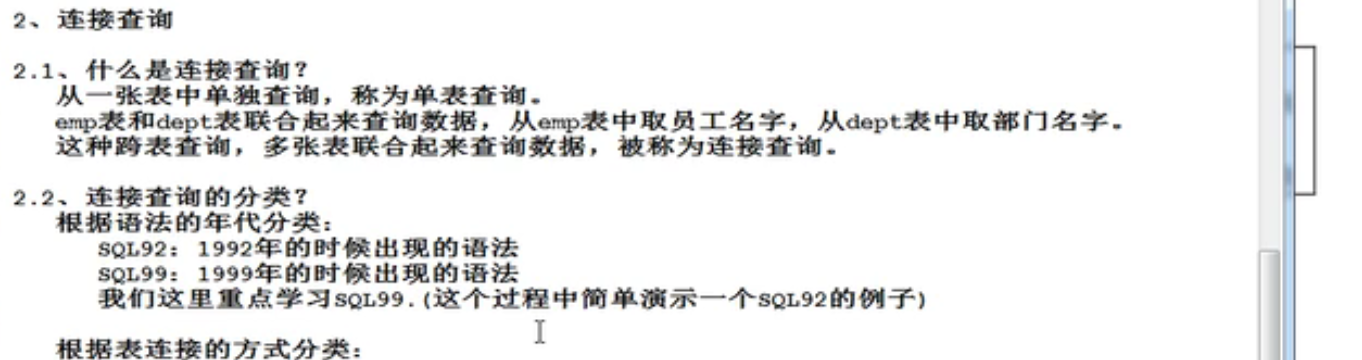 2、连接查询
2.1、什么是连接查询？
从一张表中单独查询，称为单表查询。
emp表和dept表联合起来查询数据，从emp表中取员工名字，从dept表中取部门名字。
这种跨表查询，多张表联合起来查询数据，被称为连接查询。
2.2、连接查询的分类？
根据语法的年代分类：
SQL92：1992年的时候出现的语法
SQL99：1999年的时候出现的语法
我们这里重点学习SQL99.(这个过程中简单演示一个SQL92的例子)
根据表连接的方式分类：